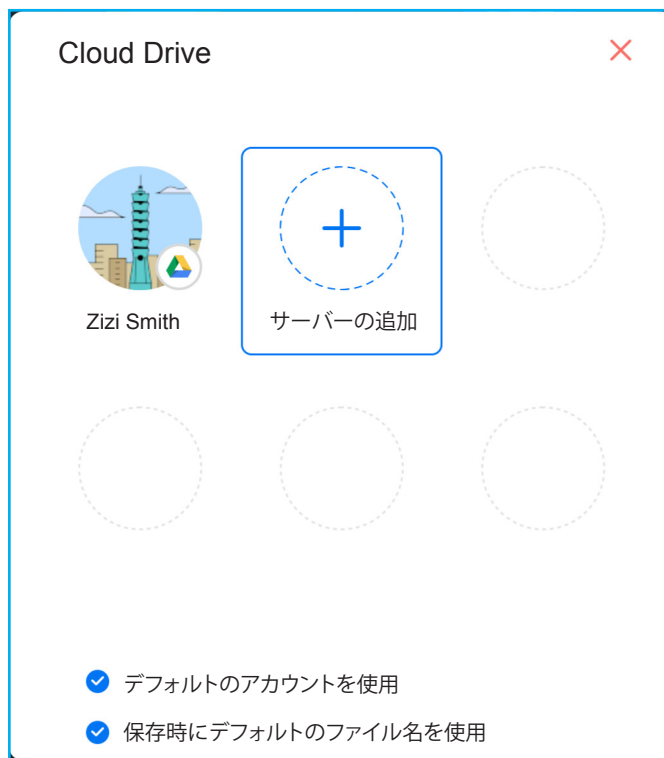 Cloud Drive
Zizi Smith
サーバーの追加
デフォルトのアカウントを使用
保存時にデフォルトのファイル名を使用